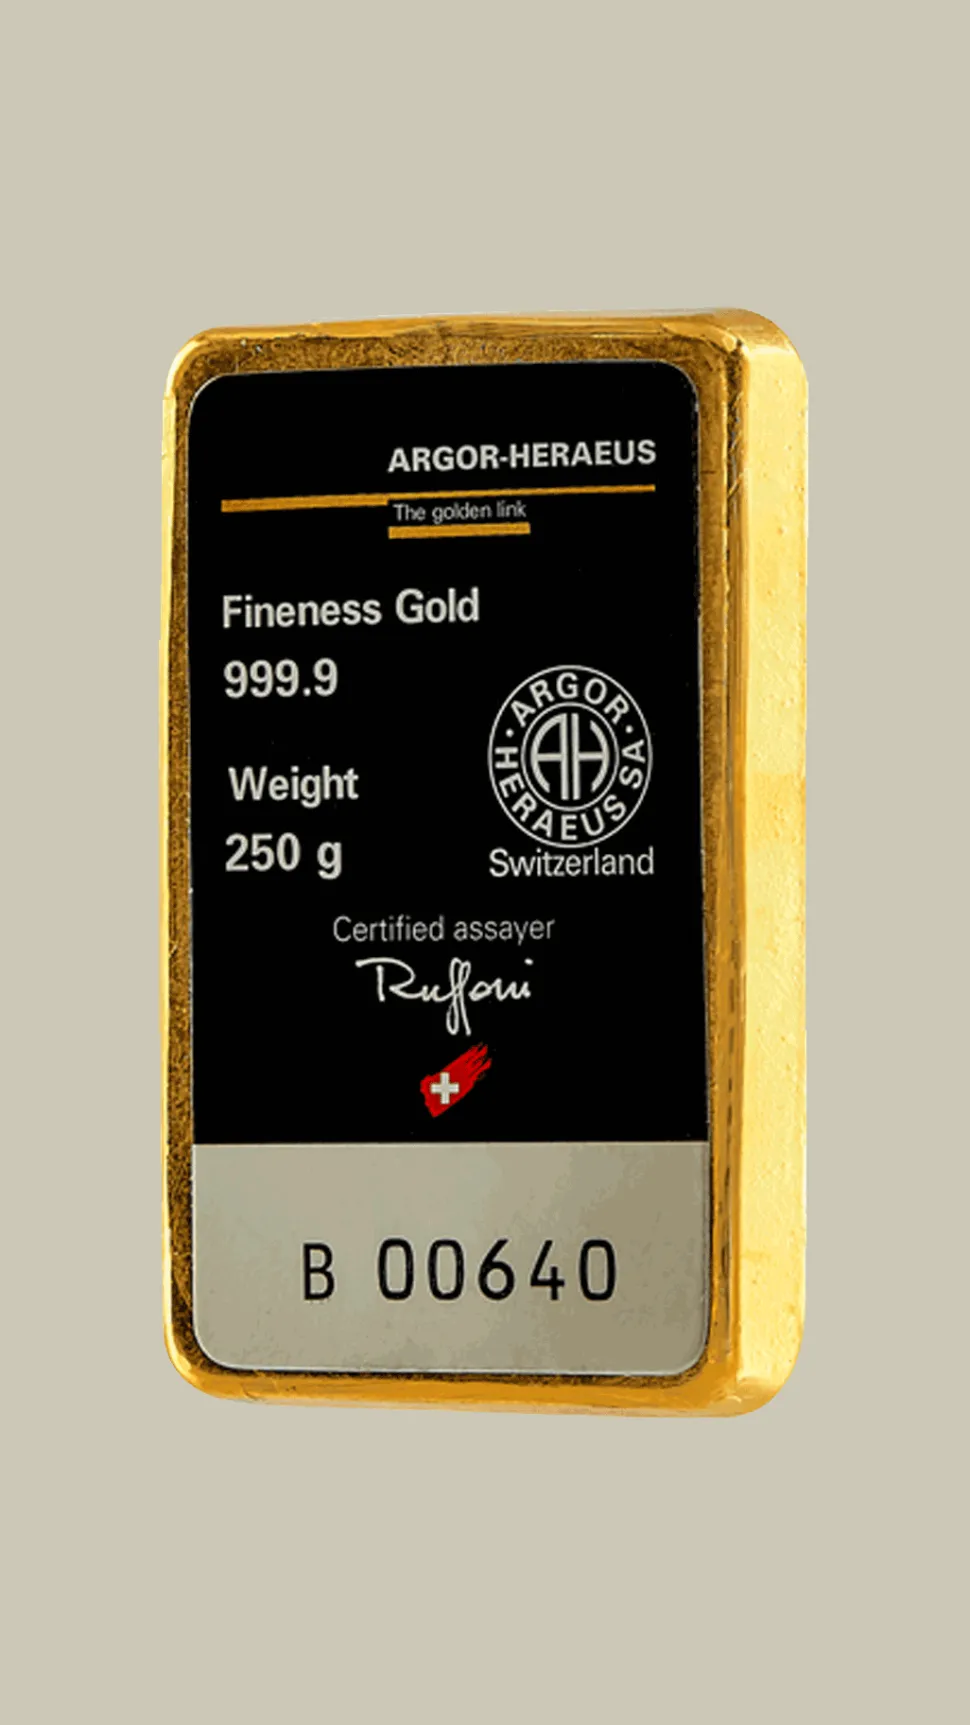 ARGOR-HERAEUS
The golden link
Fineness Gold
999.9
ARGOR HERAEUS SA
AH
Weight
250 g
Switzerland
Certified assayer
Ruffoni
B 00640